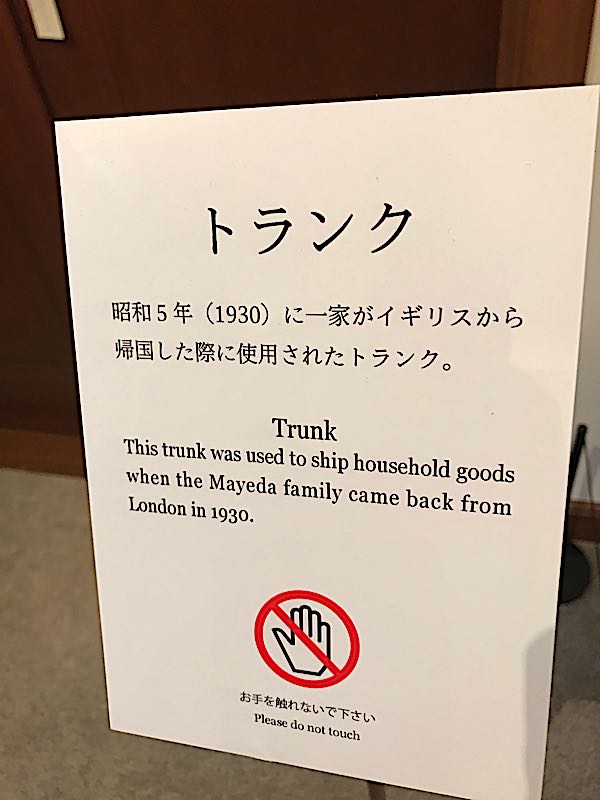 トランク
昭和5年（1930）に一家がイギリスから
帰国した際に使用されたトランク。
Trunk
This trunk was used to ship household goods
when the Mayeda family came back from
London in 1930.
お手を触れないで下さい
Please do not touch